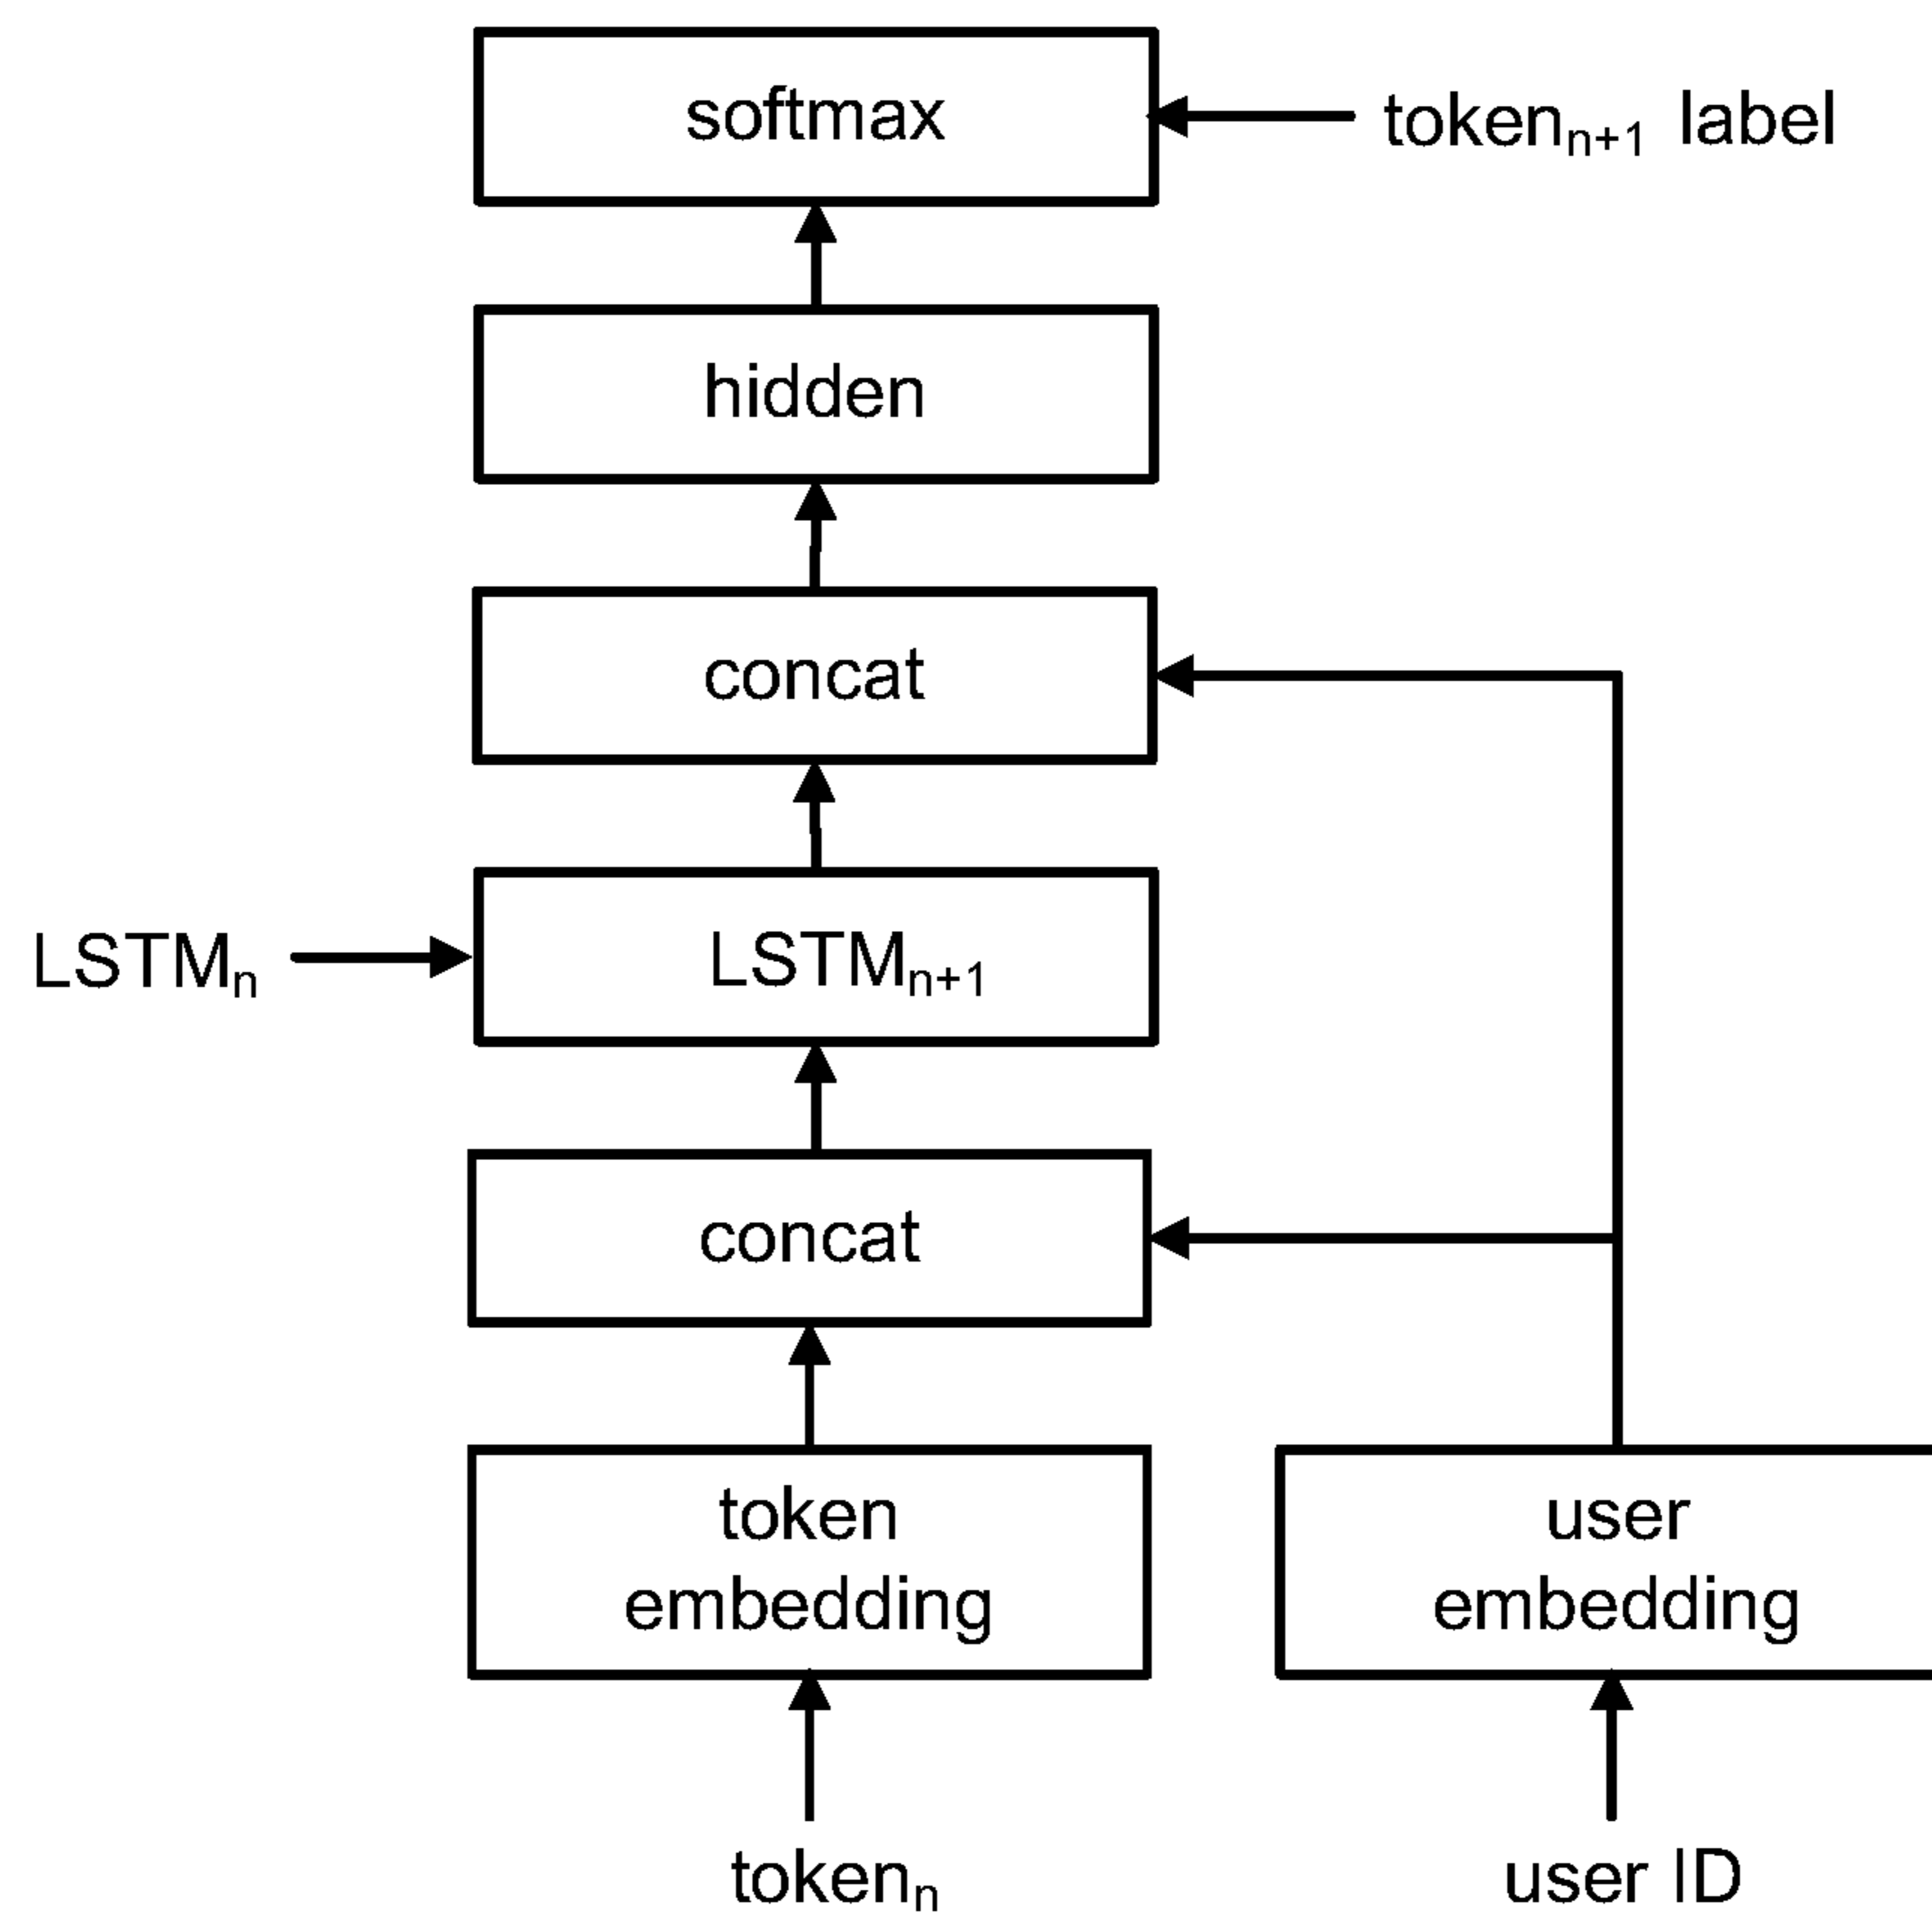 softmax
tokenₙ₊₁ label
hidden
concat
LSTMₙ
LSTMₙ₊₁
concat
token
embedding
user
embedding
tokenₙ
user ID